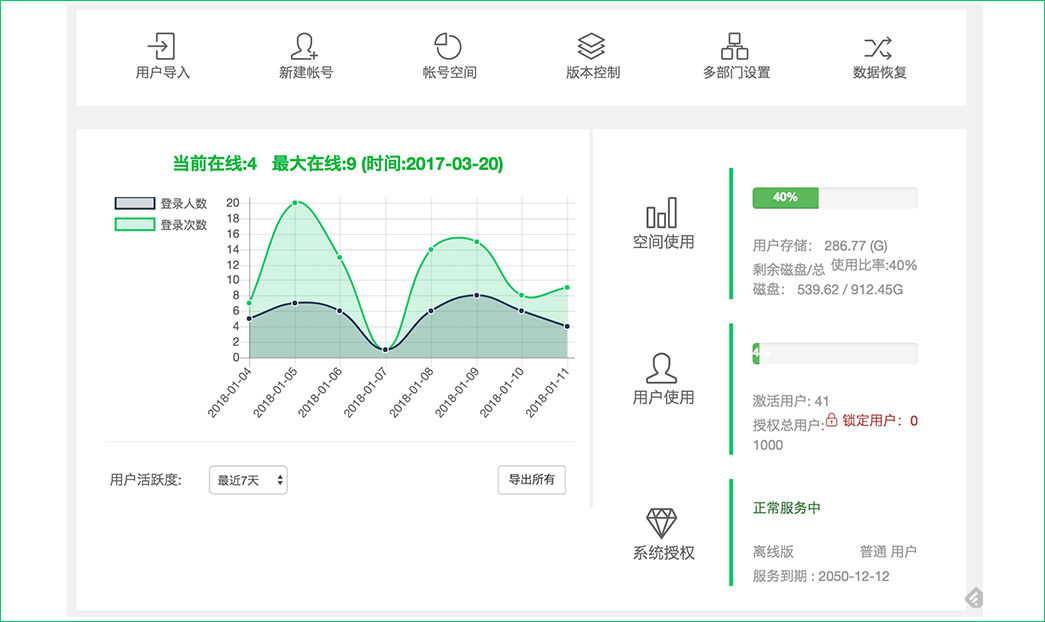 用户导入
新建帐号
帐号空间
版本控制
多部门设置
数据恢复
当前在线:4 最大在线:9 (时间:2017-03-20)
登录人数
登录次数
20
18
16
14
12
10
8
6
4
2
0
2018-01-04
2018-01-05
2018-01-06
2018-01-07
2018-01-08
2018-01-09
2018-01-10
2018-01-11
用户活跃度:
最近7天
导出所有
空间使用
40%
用户存储: 286.77 (G)
剩余磁盘/总 使用比率:40%
磁盘: 539.62 / 912.45G
用户使用
4%
激活用户: 41
授权总用户: 锁定用户: 0
1000
系统授权
正常服务中
离线版 普通 用户
服务到期 : 2050-12-12